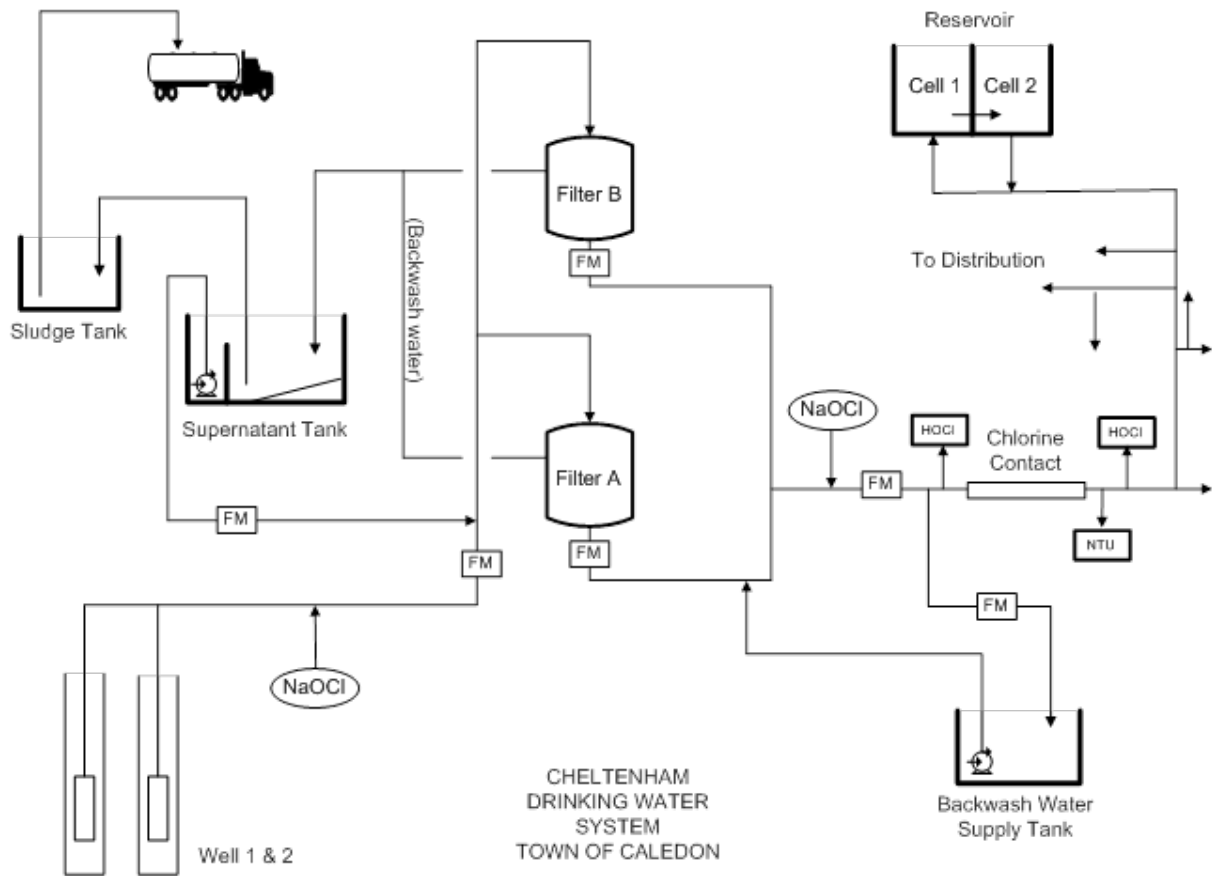 Reservoir
Cell 1
Cell 2
Filter B
FM
(Backwash water)
To Distribution
Sludge Tank
Supernatant Tank
NaOCl
HOCl
Chlorine
Contact
HOCl
Filter A
FM
FM
FM
FM
NTU
FM
NaOCl
CHELTENHAM
DRINKING WATER
SYSTEM
TOWN OF CALEDON
Backwash Water
Supply Tank
Well 1 & 2